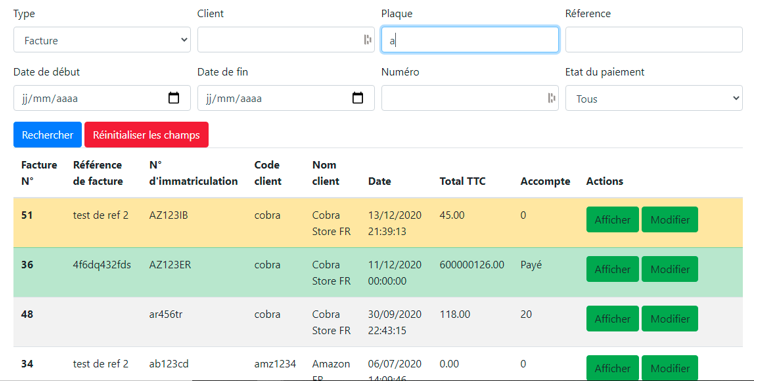 Type Client Plaque Réference
Facture a
Date de début Date de fin Numéro Etat du paiement
jj/mm/aaaa jj/mm/aaaa Tous
Rechercher Réinitialiser les champs
Facture Référence N° Code Nom
N° de facture d'immatriculation client client Date Total TTC Accompte Actions
51 test de ref 2 AZ123IB cobra Cobra 13/12/2020 45.00 0 Afficher Modifier
Store FR 21:39:13
36 4f6dq432fds AZ123ER cobra Cobra 11/12/2020 600000126.00 Payé Afficher Modifier
Store FR 00:00:00
48 ar456tr cobra Cobra 30/09/2020 118.00 20 Afficher Modifier
Store FR 22:43:15
34 test de ref 2 ab123cd amz1234 Amazon 06/07/2020 0.00 0 Afficher Modifier